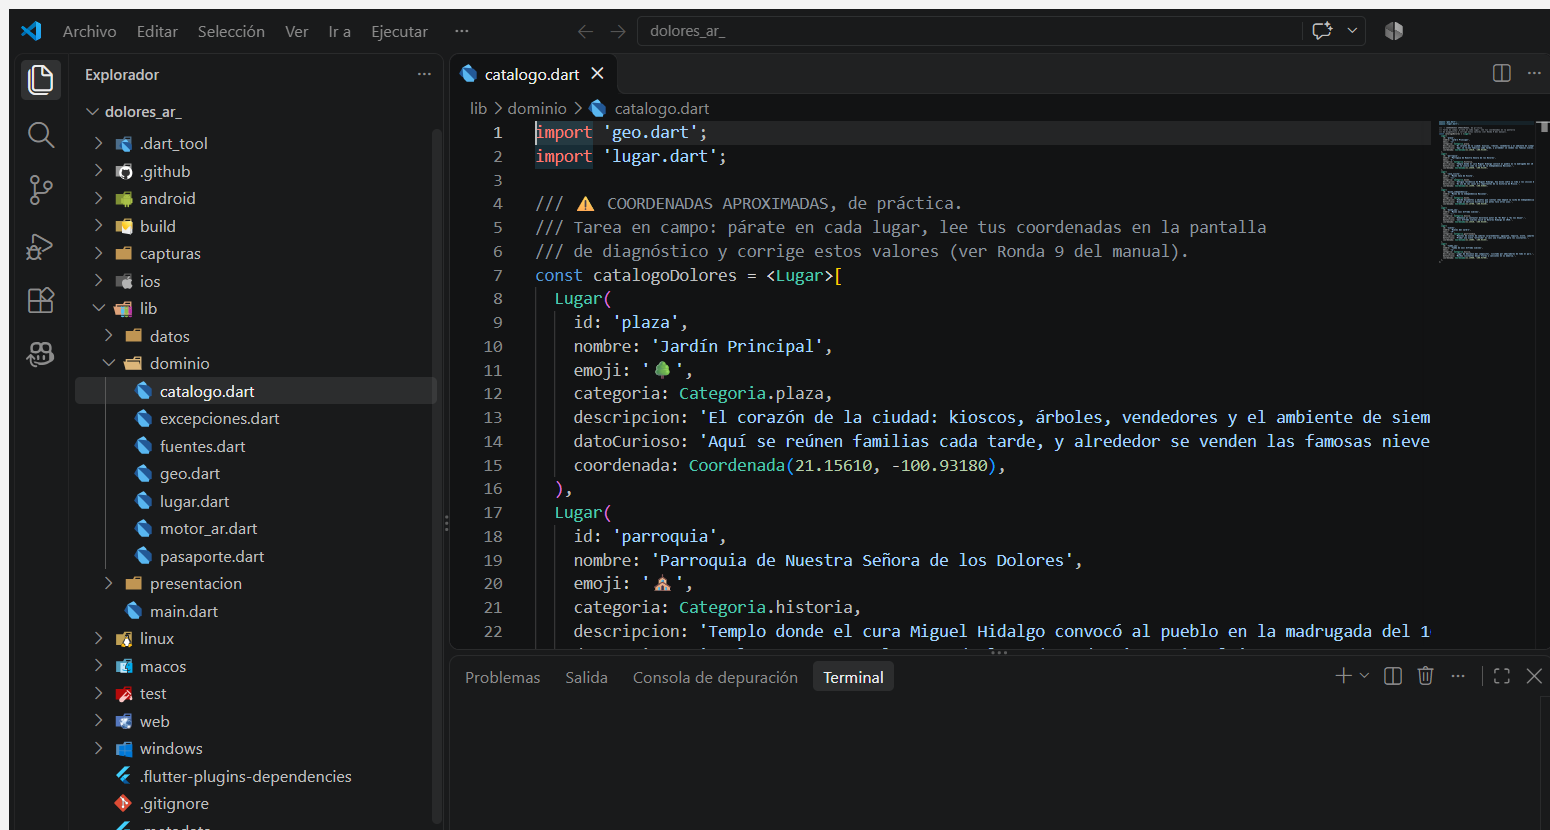 Archivo Editar Selección Ver Ir a Ejecutar ··· dolores_ar_
Explorador ···
dolores_ar_
.dart_tool
.github
android
build
capturas
ios
lib
datos
dominio
catalogo.dart
excepciones.dart
fuentes.dart
geo.dart
lugar.dart
motor_ar.dart
pasaporte.dart
presentacion
main.dart
linux
macos
test
web
windows
.flutter-plugins-dependencies
.gitignore
.metadata
catalogo.dart
lib > dominio > catalogo.dart
1 import 'geo.dart';
2 import 'lugar.dart';
3
4 /// ⚠️ COORDENADAS APROXIMADAS, de práctica.
5 /// Tarea en campo: párate en cada lugar, lee tus coordenadas en la pantalla
6 /// de diagnóstico y corrige estos valores (ver Ronda 9 del manual).
7 const catalogoDolores = <Lugar>[
8 Lugar(
9 id: 'plaza',
10 nombre: 'Jardín Principal',
11 emoji: '🌳',
12 categoria: Categoria.plaza,
13 descripcion: 'El corazón de la ciudad: kioscos, árboles, vendedores y el ambiente de siem
14 datoCurioso: 'Aquí se reúnen familias cada tarde, y alrededor se venden las famosas nieve
15 coordenada: Coordenada(21.15610, -100.93180),
16 ),
17 Lugar(
18 id: 'parroquia',
19 nombre: 'Parroquia de Nuestra Señora de los Dolores',
20 emoji: '⛪',
21 categoria: Categoria.historia,
22 descripcion: 'Templo donde el cura Miguel Hidalgo convocó al pueblo en la madrugada del 1
Problemas Salida Consola de depuración Terminal